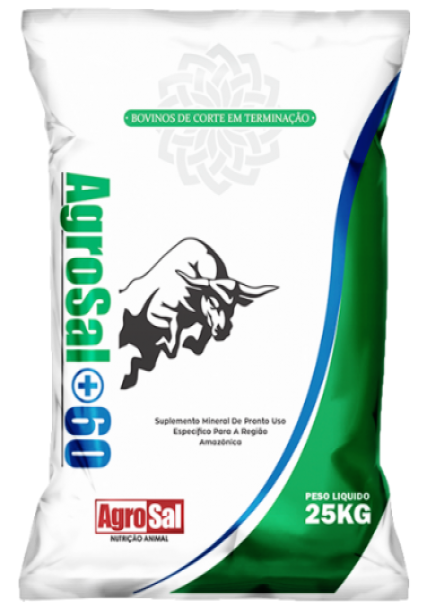 • BOVINOS DE CORTE EM TERMINAÇÃO •
AgroSal+60
Suplemento Mineral De Pronto Uso
Específico Para A Região
Amazônica
AgroSal
NUTRIÇÃO ANIMAL
PESO LIQUIDO
25KG